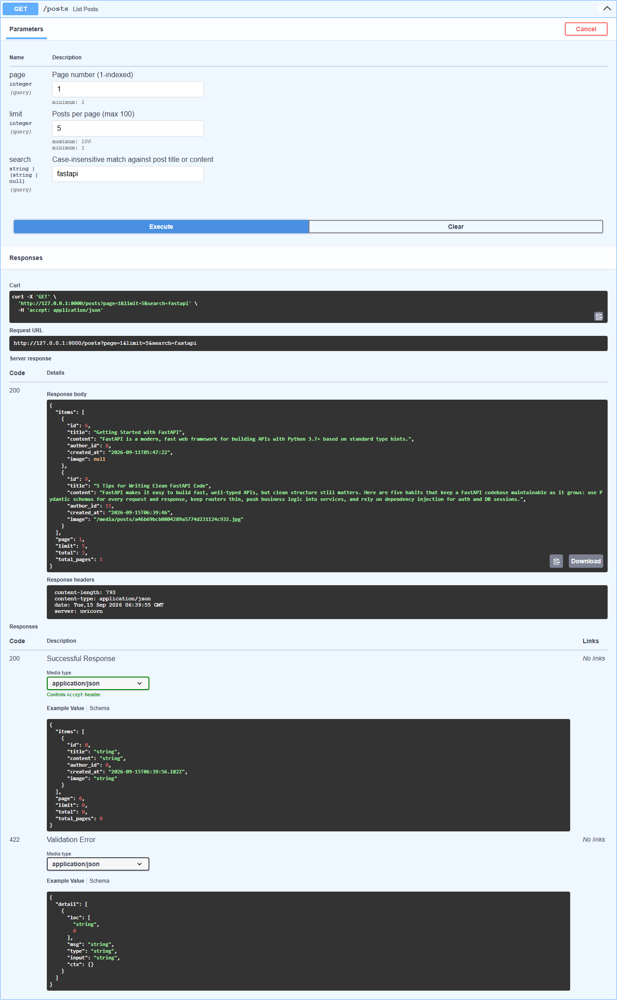 GET /posts List Posts
Parameters
Cancel
Name Description
page Page number (1-indexed)
integer
(query)
1
minimum: 1
limit Posts per page (max 100)
integer
(query)
5
maximum: 100
minimum: 1
search Case-insensitive match against post title or content
string |
(string |
null)
(query)
fastapi
Execute Clear
Responses
Curl
curl -X 'GET' \
  'http://127.0.0.1:8000/posts?page=1&limit=5&search=fastapi' \
  -H 'accept: application/json'
Request URL
http://127.0.0.1:8000/posts?page=1&limit=5&search=fastapi
Server response
Code Details
200
Response body
{
  "items": [
    {
      "id": 6,
      "title": "Getting Started with FastAPI",
      "content": "FastAPI is a modern, fast web framework for building APIs with Python 3.7+ based on standard type hints.",
      "author_id": 8,
      "created_at": "2026-09-11T05:47:22",
      "image": null
    },
    {
      "id": 9,
      "title": "5 Tips for Writing Clean FastAPI Code",
      "content": "FastAPI makes it easy to build fast, well-typed APIs, but clean structure still matters. Here are five habits that keep a FastAPI codebase maintainable as it grows: use P
ydantic schemas for every request and response, keep routers thin, push business logic into services, and rely on dependency injection for auth and DB sessions.",
      "author_id": 11,
      "created_at": "2026-09-15T06:39:46",
      "image": "/media/posts/a46b69bcb0804289a5774d231124c932.jpg"
    }
  ],
  "page": 1,
  "limit": 5,
  "total": 2,
  "total_pages": 1
}
Download
Response headers
content-length: 793
content-type: application/json
date: Tue,15 Sep 2026 06:39:55 GMT
server: uvicorn
Responses
Code Description Links
200 Successful Response No links
Media type
application/json
Controls Accept header.
Example Value Schema
{
  "items": [
    {
      "id": 0,
      "title": "string",
      "content": "string",
      "author_id": 0,
      "created_at": "2026-09-15T06:39:56.182Z",
      "image": "string"
    }
  ],
  "page": 0,
  "limit": 0,
  "total": 0,
  "total_pages": 0
}
422 Validation Error No links
Media type
application/json
Example Value Schema
{
  "detail": [
    {
      "loc": [
        "string",
        0
      ],
      "msg": "string",
      "type": "string",
      "input": "string",
      "ctx": {}
    }
  ]
}